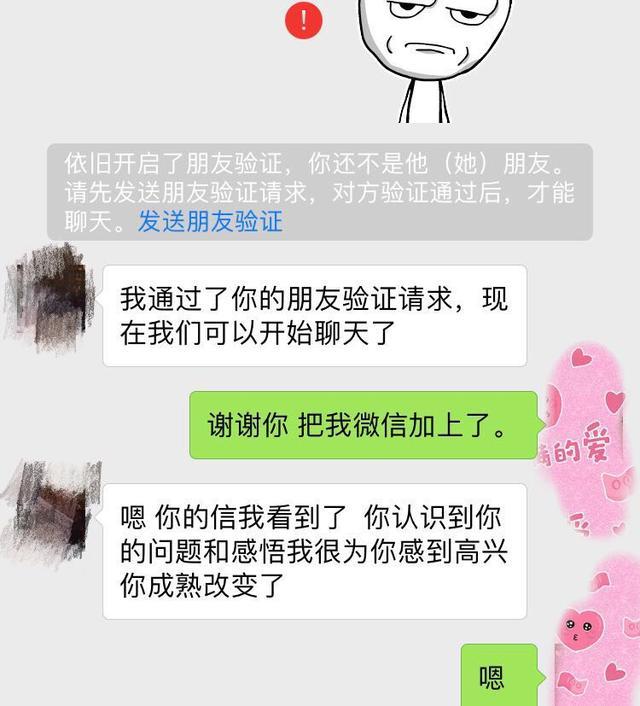 依旧开启了朋友验证，你还不是他（她）朋友。
请先发送朋友验证请求，对方验证通过后，才能
聊天。发送朋友验证
我通过了你的朋友验证请求，现
在我们可以开始聊天了
谢谢你 把我微信加上了。
的爱
嗯 你的信我看到了 你认识到你
的问题和感悟我很为你感到高兴
你成熟改变了
嗯